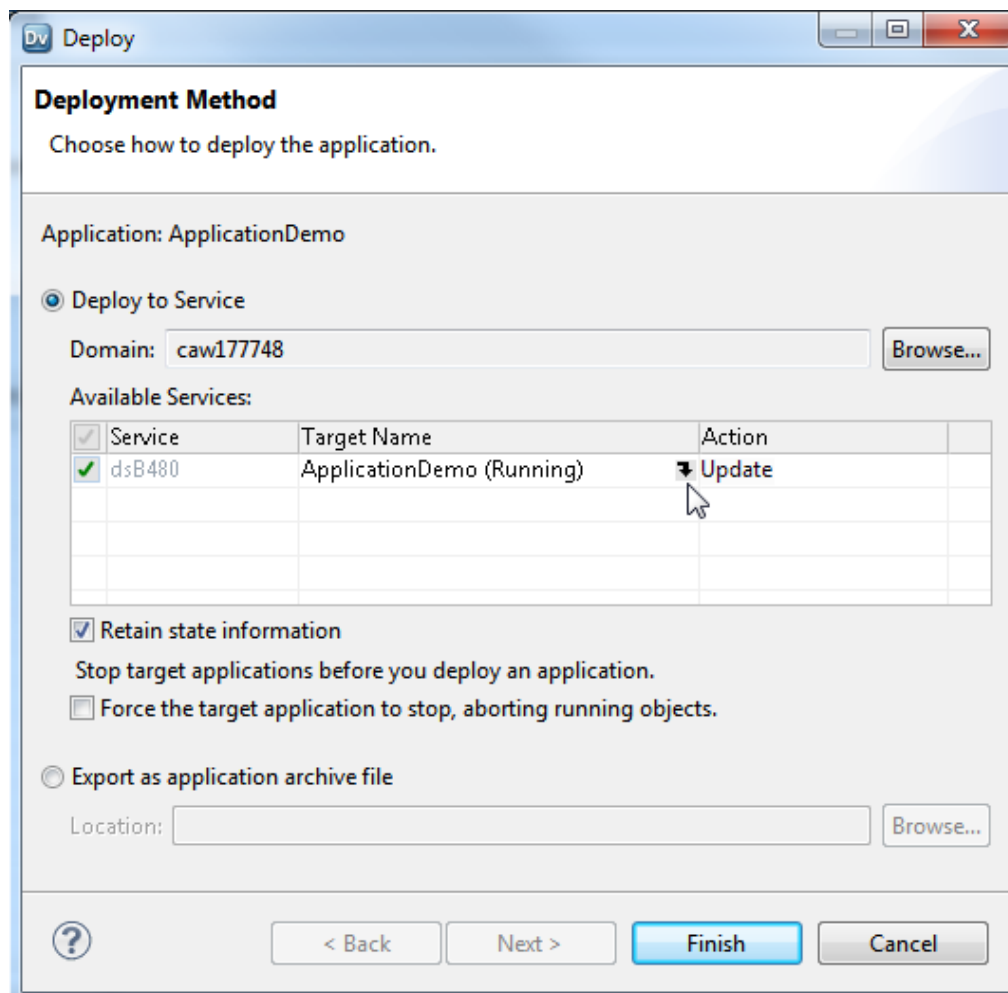 Dv Deploy
Deployment Method
Choose how to deploy the application.
Application: ApplicationDemo
Deploy to Service
Domain: caw177748 Browse...
Available Services:
Service Target Name Action
dsB480 ApplicationDemo (Running) Update
Retain state information
Stop target applications before you deploy an application.
Force the target application to stop, aborting running objects.
Export as application archive file
Location: Browse...
? < Back Next > Finish Cancel